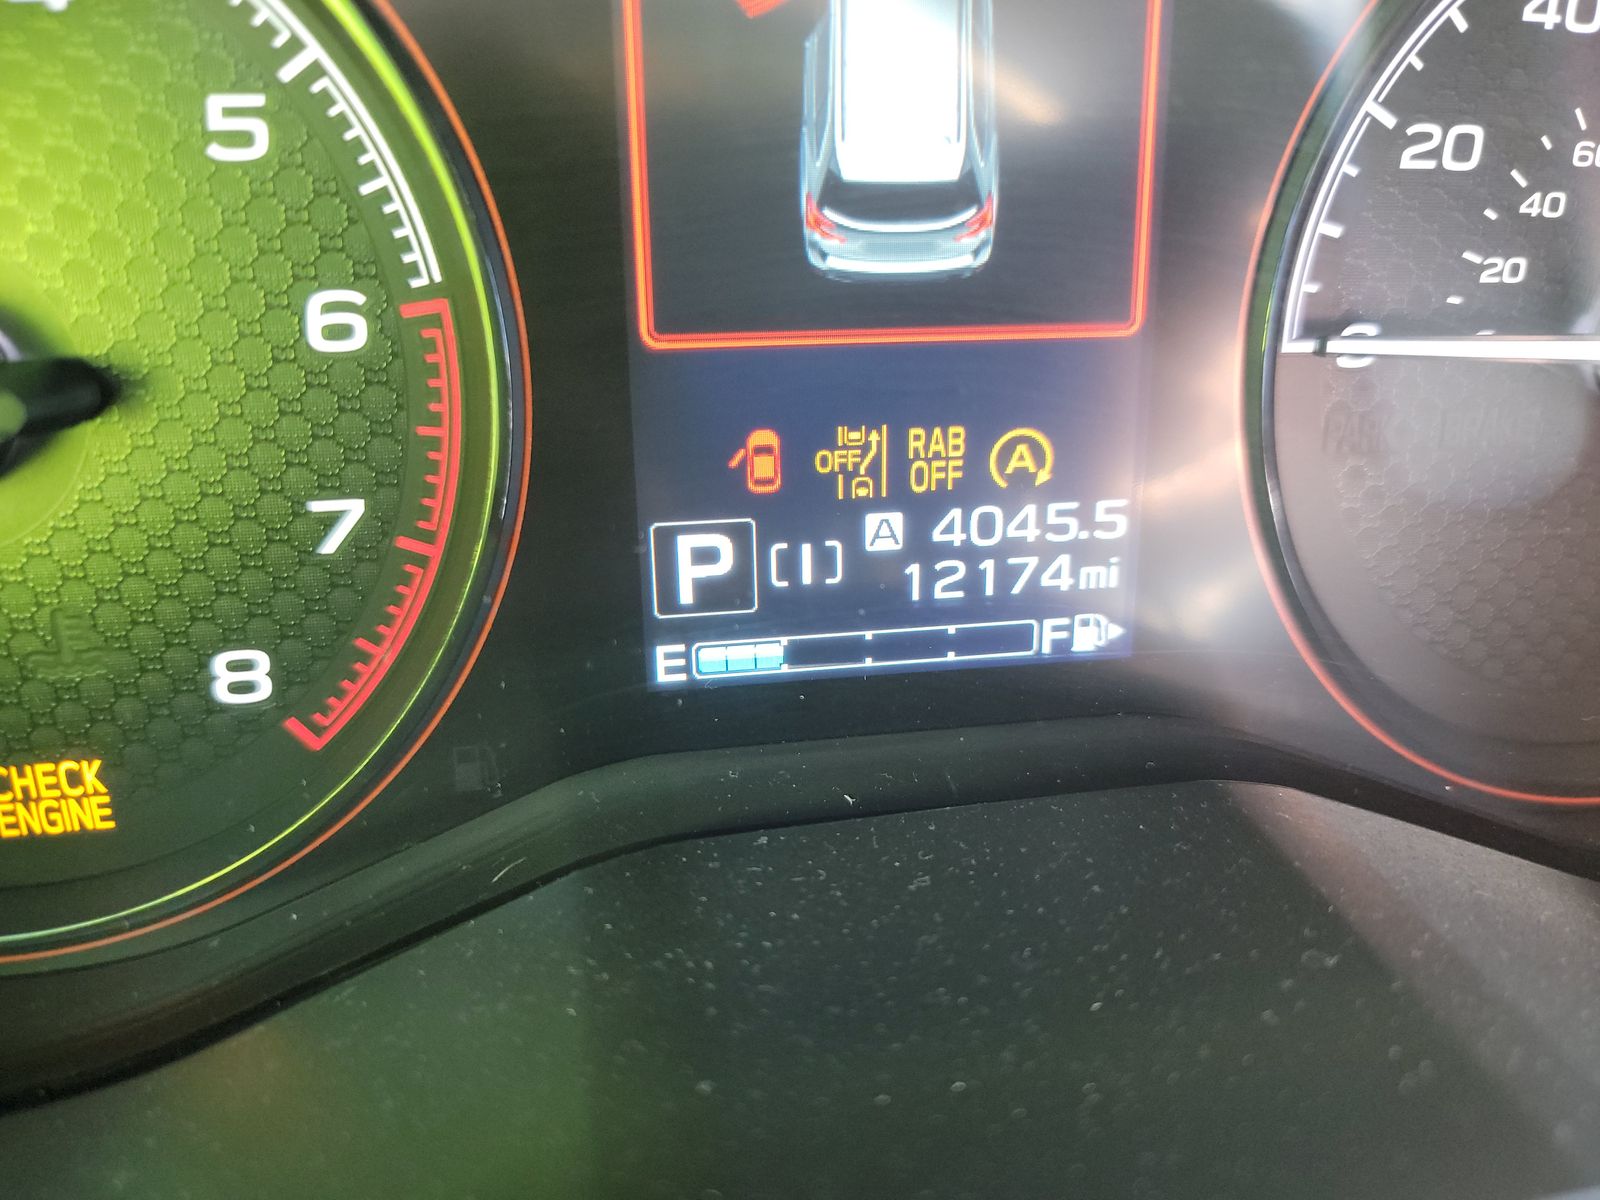 5
6
7
8
CHECK
ENGINE
OFF
RAB
OFF
A
P
[I]
A 4045.5
12174mi
E
F
40
20
60
40
20